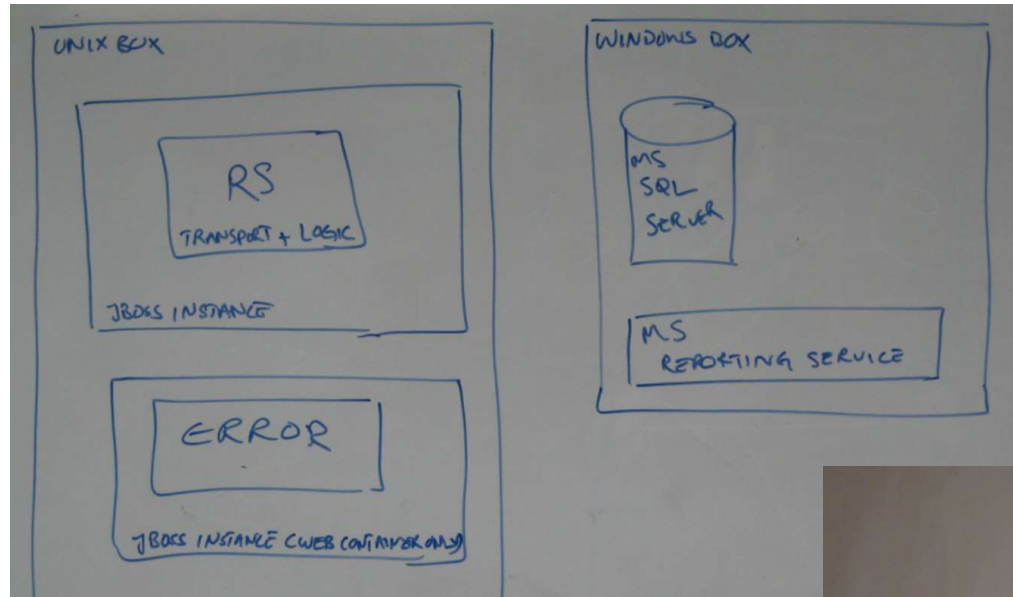 UNIX BOX
RS
TRANSPORT + LOGIC
JBOSS INSTANCE
ERROR
JBOSS INSTANCE (WEB CONTAINER ONLY)
WINDOWS BOX
MS
SQL
SERVER
MS
REPORTING SERVICE